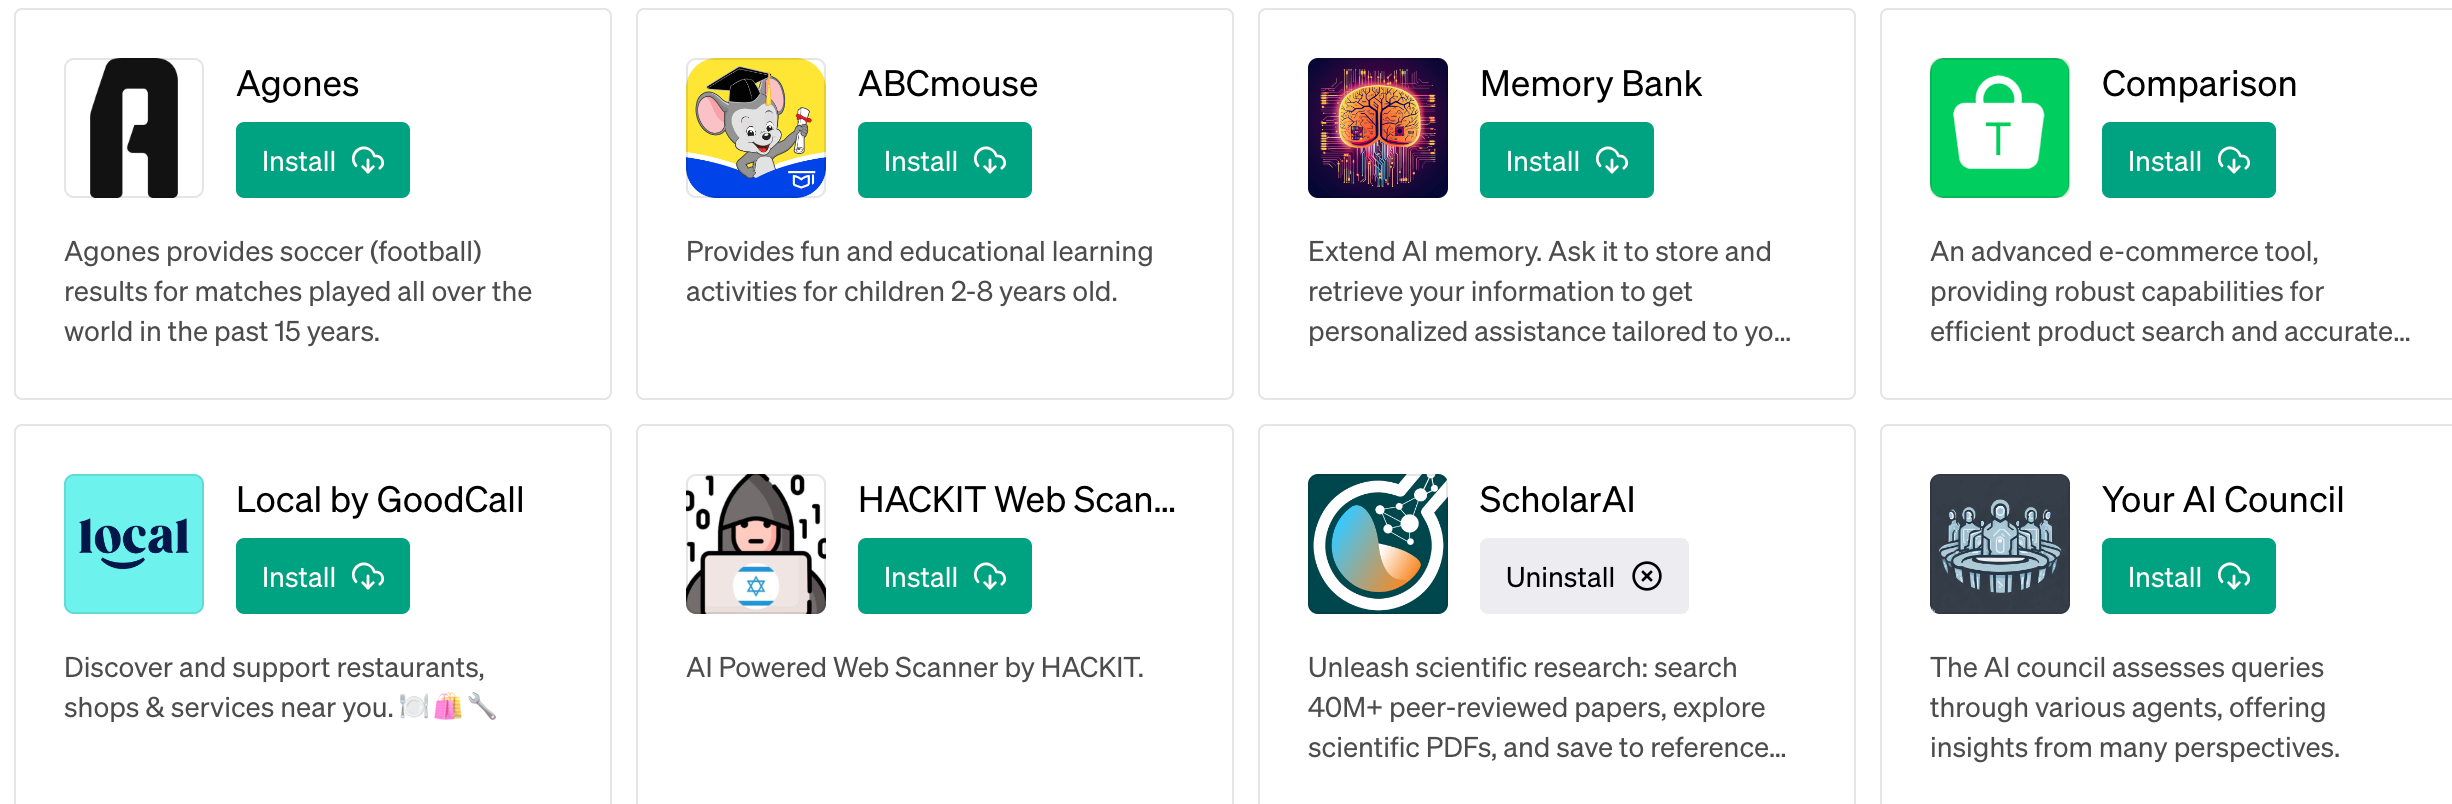 Agones
Install
Agones provides soccer (football)
results for matches played all over the
world in the past 15 years.
ABCmouse
Install
Provides fun and educational learning
activities for children 2-8 years old.
Memory Bank
Install
Extend AI memory. Ask it to store and
retrieve your information to get
personalized assistance tailored to yo...
T
Comparison
Install
An advanced e-commerce tool,
providing robust capabilities for
efficient product search and accurate...
local
Local by GoodCall
Install
Discover and support restaurants,
shops & services near you. 🍽️🛍️🔧
HACKIT Web Scan...
Install
AI Powered Web Scanner by HACKIT.
ScholarAI
Uninstall
Unleash scientific research: search
40M+ peer-reviewed papers, explore
scientific PDFs, and save to reference...
Your AI Council
Install
The AI council assesses queries
through various agents, offering
insights from many perspectives.